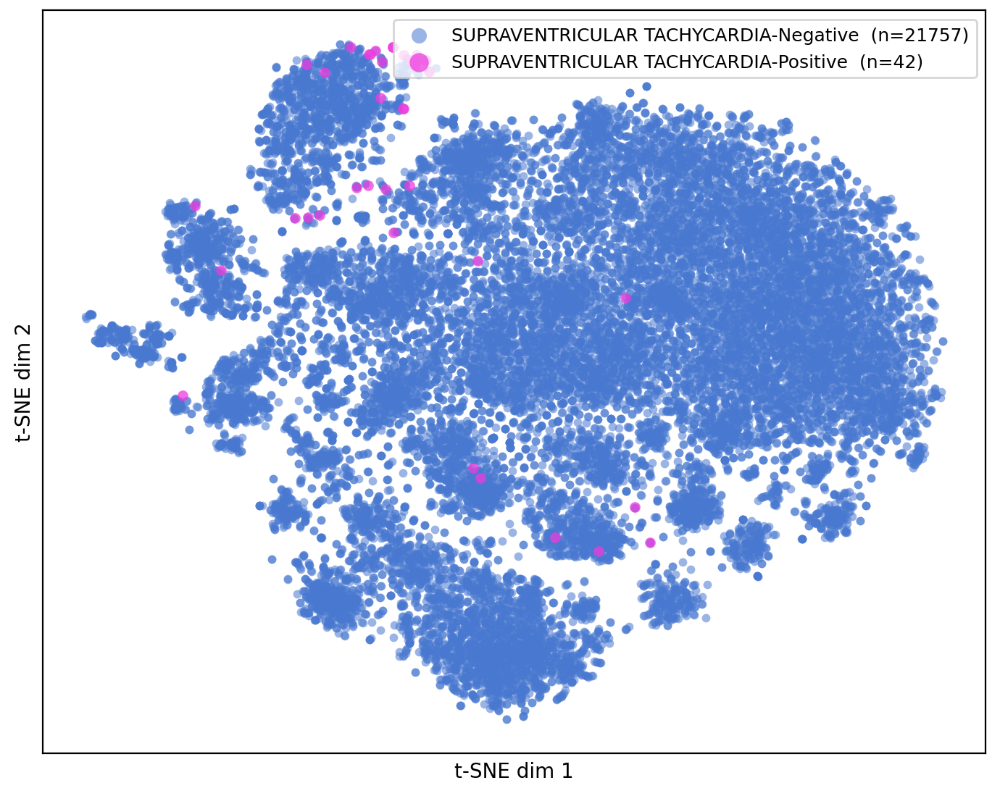 SUPRAVENTRICULAR TACHYCARDIA-Negative (n=21757)
SUPRAVENTRICULAR TACHYCARDIA-Positive (n=42)
t-SNE dim 2
t-SNE dim 1